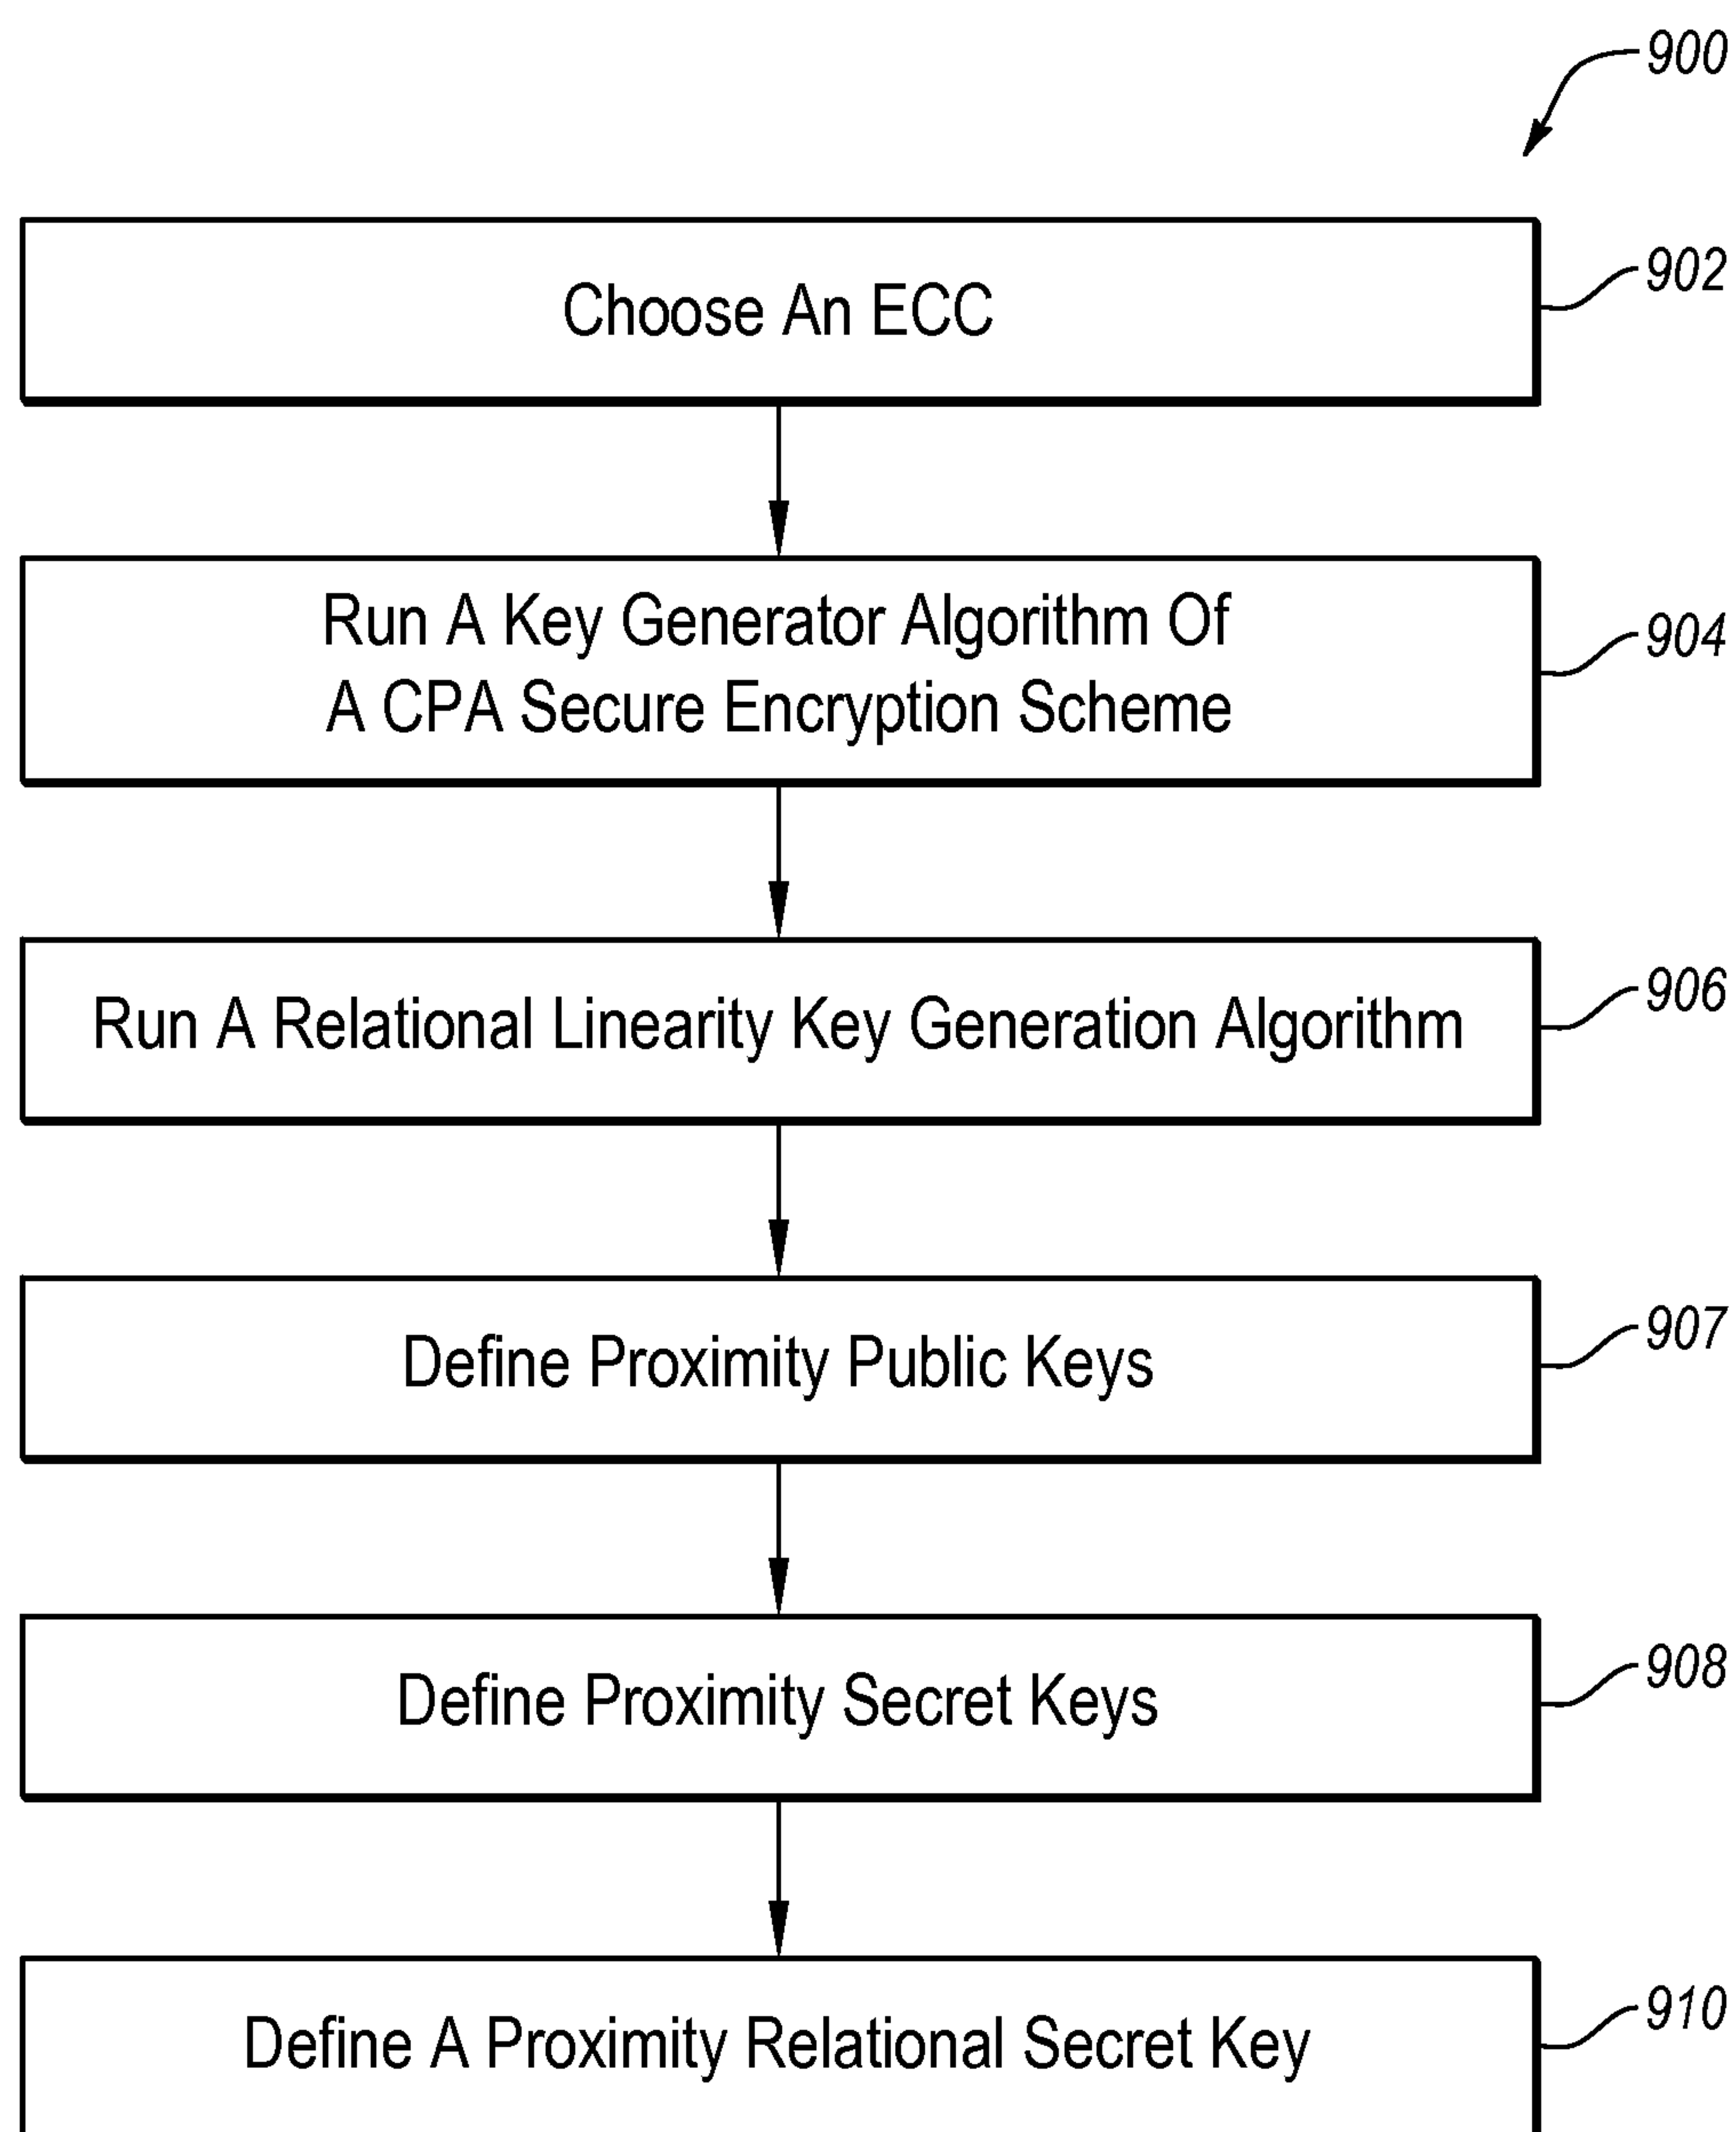 900
Choose An ECC
902
Run A Key Generator Algorithm Of
A CPA Secure Encryption Scheme
904
Run A Relational Linearity Key Generation Algorithm
906
Define Proximity Public Keys
907
Define Proximity Secret Keys
908
Define A Proximity Relational Secret Key
910